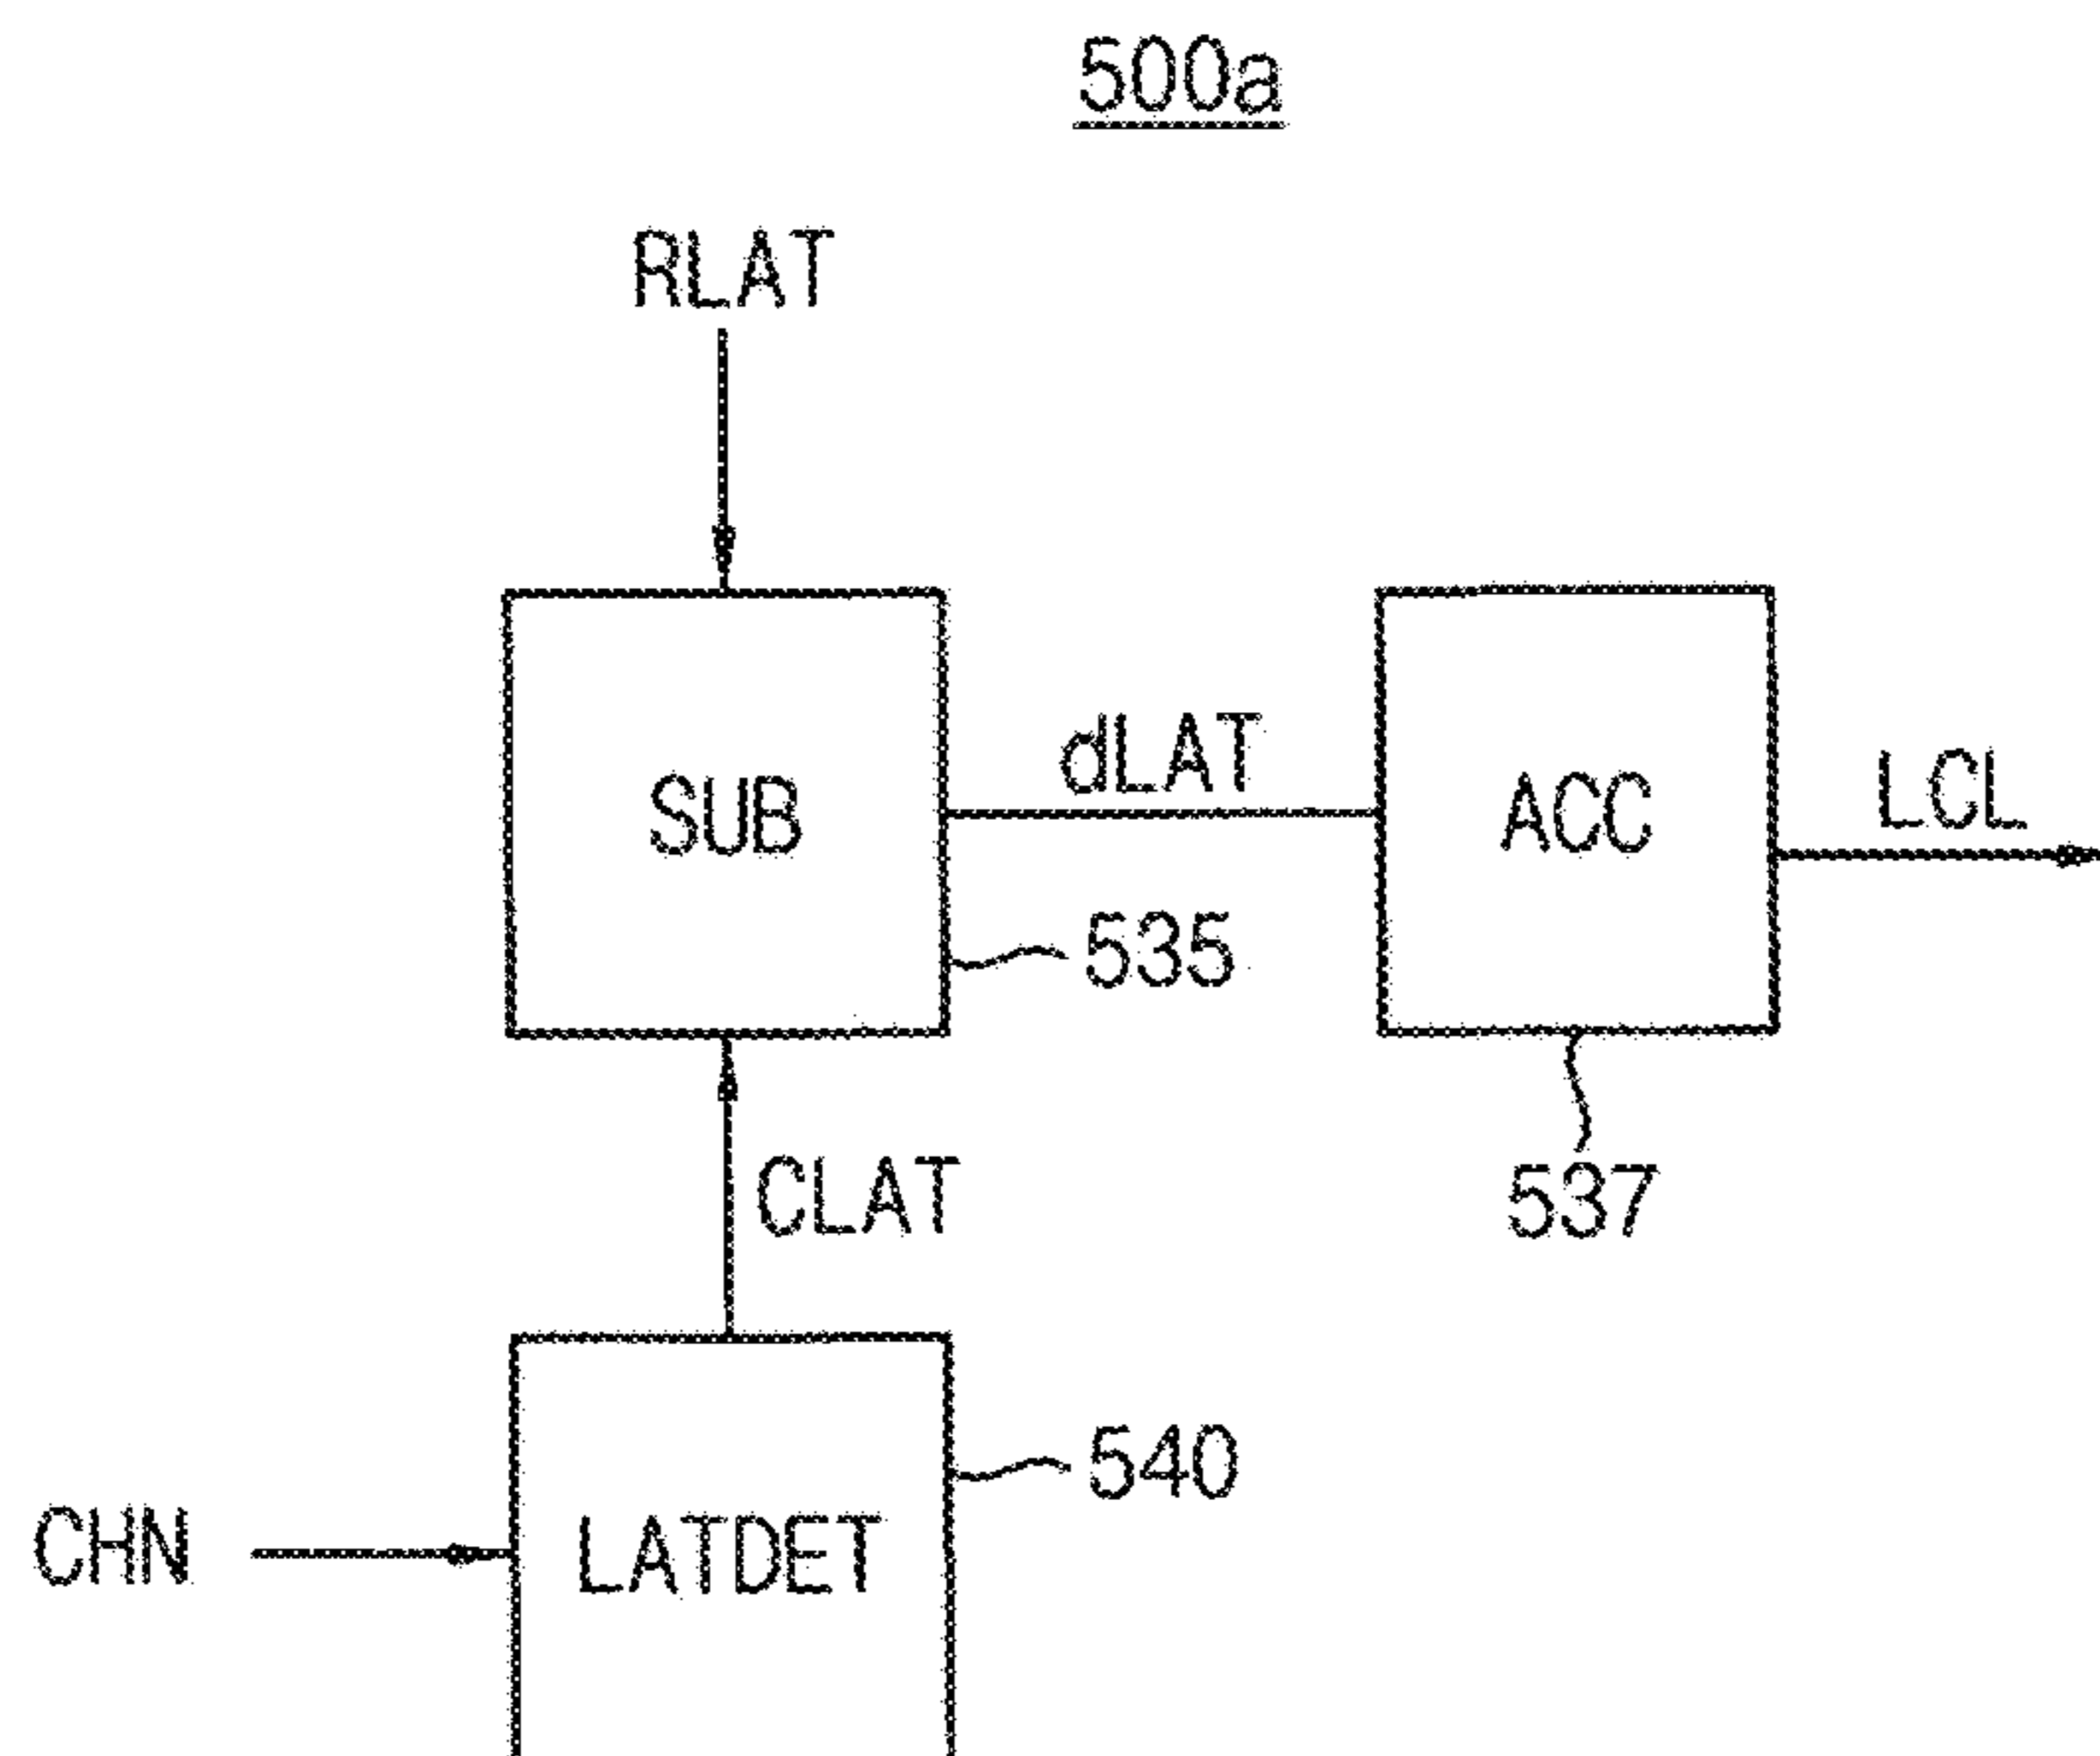 500a
RLAT
dLAT
SUB
ACC
LCL
535
CLAT
537
540
CHN
LATDET